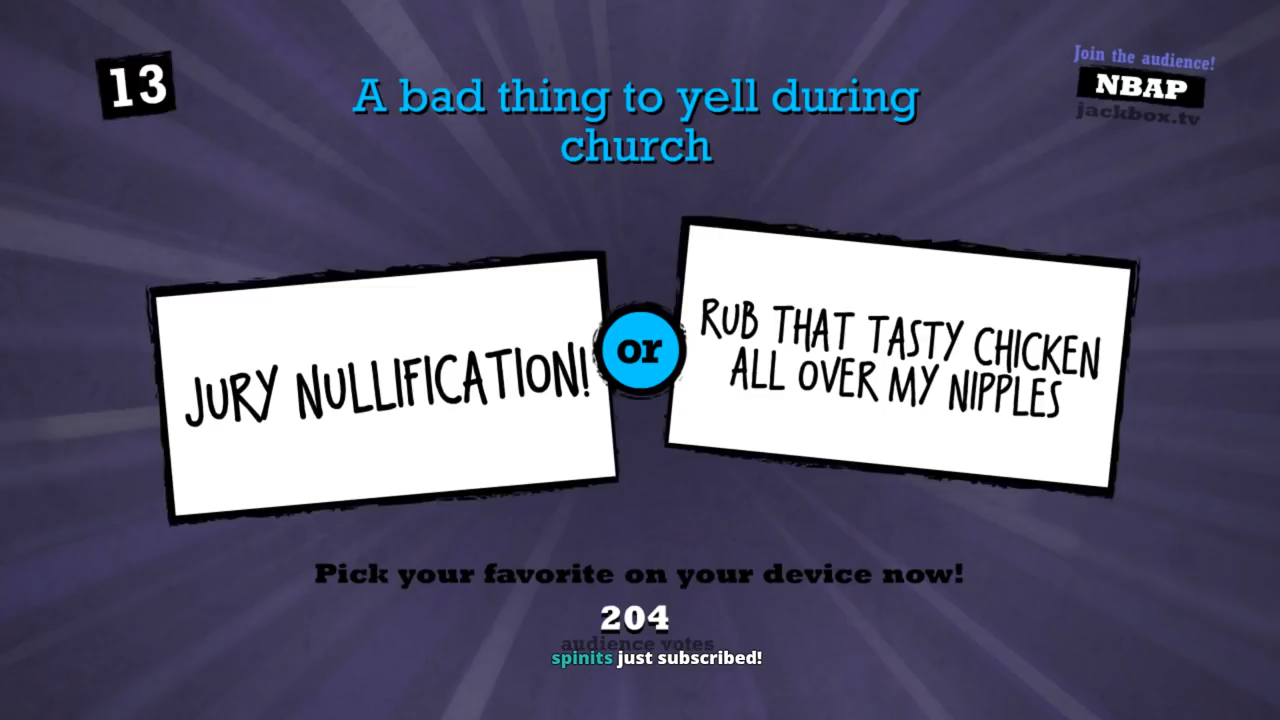 13
A bad thing to yell during
church
Join the audience!
NBAP
jackbox.tv
JURY NULLIFICATION!
or
RUB THAT TASTY CHICKEN
ALL OVER MY NIPPLES
Pick your favorite on your device now!
204
audience votes
spinits just subscribed!